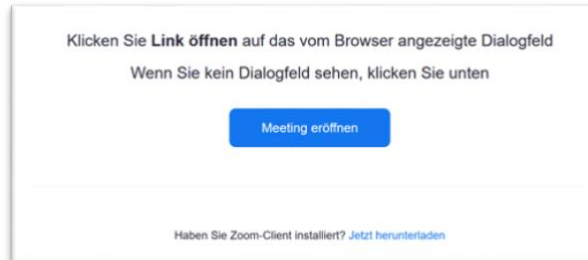 Klicken Sie Link öffnen auf das vom Browser angezeigte Dialogfeld
Wenn Sie kein Dialogfeld sehen, klicken Sie unten
Meeting eröffnen
Haben Sie Zoom-Client installiert? Jetzt herunterladen